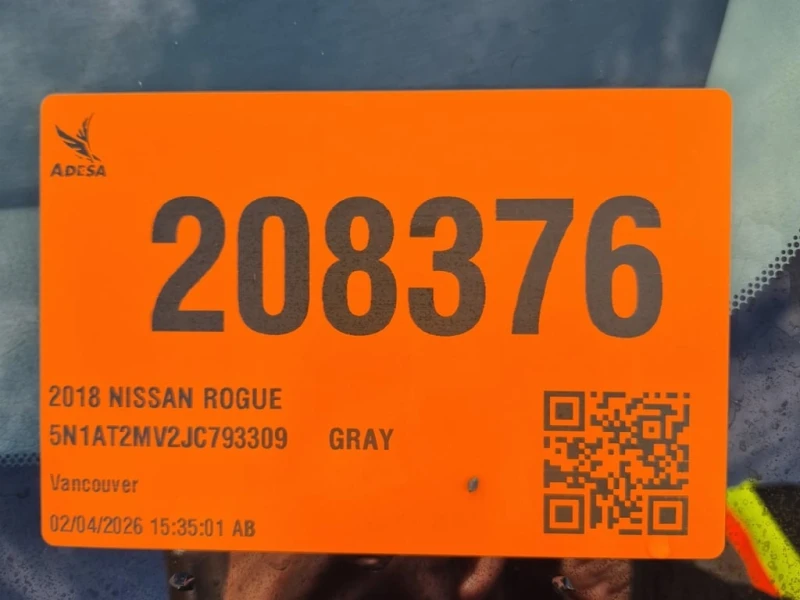 ADESA
208376
2018 NISSAN ROGUE
5N1AT2MV2JC793309 GRAY
Vancouver
02/04/2026 15:35:01 AB